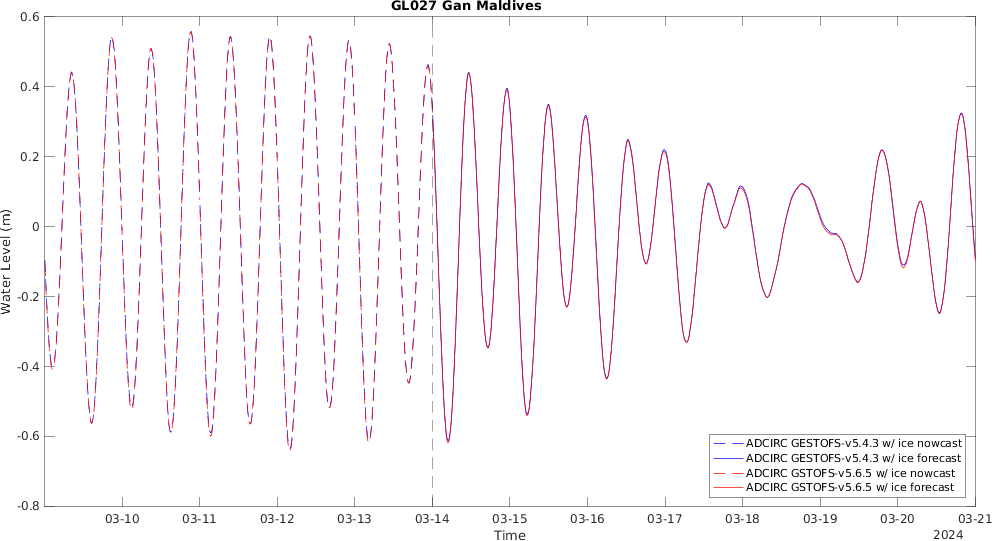 GL027 Gan Maldives
0.6
0.4
0.2
0
-0.2
-0.4
-0.6
-0.8
Water Level (m)
ADCIRC GESTOFS-v5.4.3 w/ ice nowcast
ADCIRC GESTOFS-v5.4.3 w/ ice forecast
ADCIRC GSTOFS-v5.6.5 w/ ice nowcast
ADCIRC GSTOFS-v5.6.5 w/ ice forecast
03-10 03-11 03-12 03-13 03-14 03-15 03-16 03-17 03-18 03-19 03-20 03-21
Time
2024